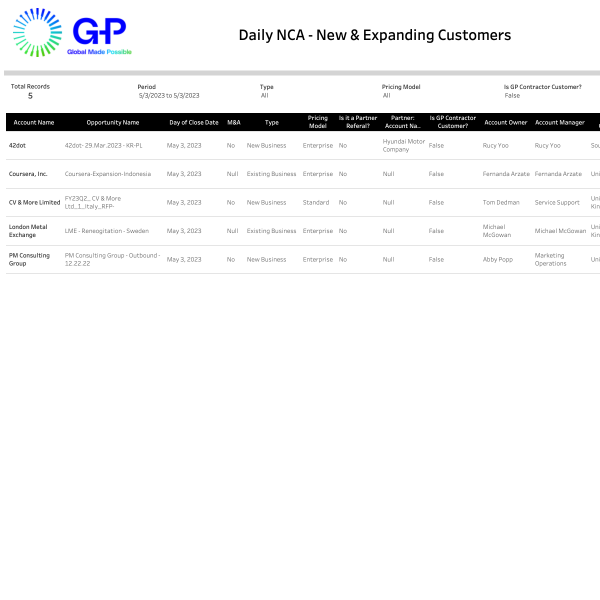 G-P
Global Made Possible
Daily NCA - New & Expanding Customers
Total Records
5
Period
5/3/2023 to 5/3/2023
Type
All
Pricing Model
All
Is GP Contractor Customer?
False
Account Name Opportunity Name Day of Close Date M&A Type Pricing Model Is it a Partner Referal? Partner: Account Na.. Is GP Contractor Customer? Account Owner Account Manager
42dot 42dot- 29.Mar.2023 - KR-PL May 3, 2023 No New Business Enterprise No Hyundai Motor Company False Rucy Yoo Rucy Yoo Sou
Coursera, Inc. Coursera-Expansion-Indonesia May 3, 2023 Null Existing Business Enterprise No Null False Fernanda Arzate Fernanda Arzate Uni
CV & More Limited FY23Q2_ CV & More Ltd_1_Italy_RFP- May 3, 2023 No New Business Standard No Null False Tom Dedman Service Support Uni Kin
London Metal Exchange LME - Renegitation - Sweden May 3, 2023 Null Existing Business Enterprise No Null False Michael McGowan Michael McGowan Uni Kin
PM Consulting Group PM Consulting Group - Outbound - 12.22.22 May 3, 2023 No New Business Enterprise No Null False Abby Popp Marketing Operations Uni